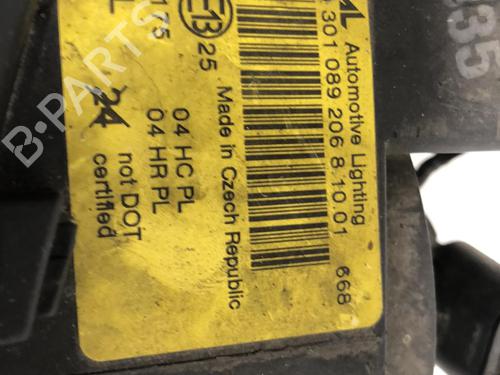 AL Automotive Lighting
301 089 206 8.10.01
668
E13 25
Made in Czech Republic
175
04 HC PL
04 HR PL
24
not DOT
certified
B-PARTS